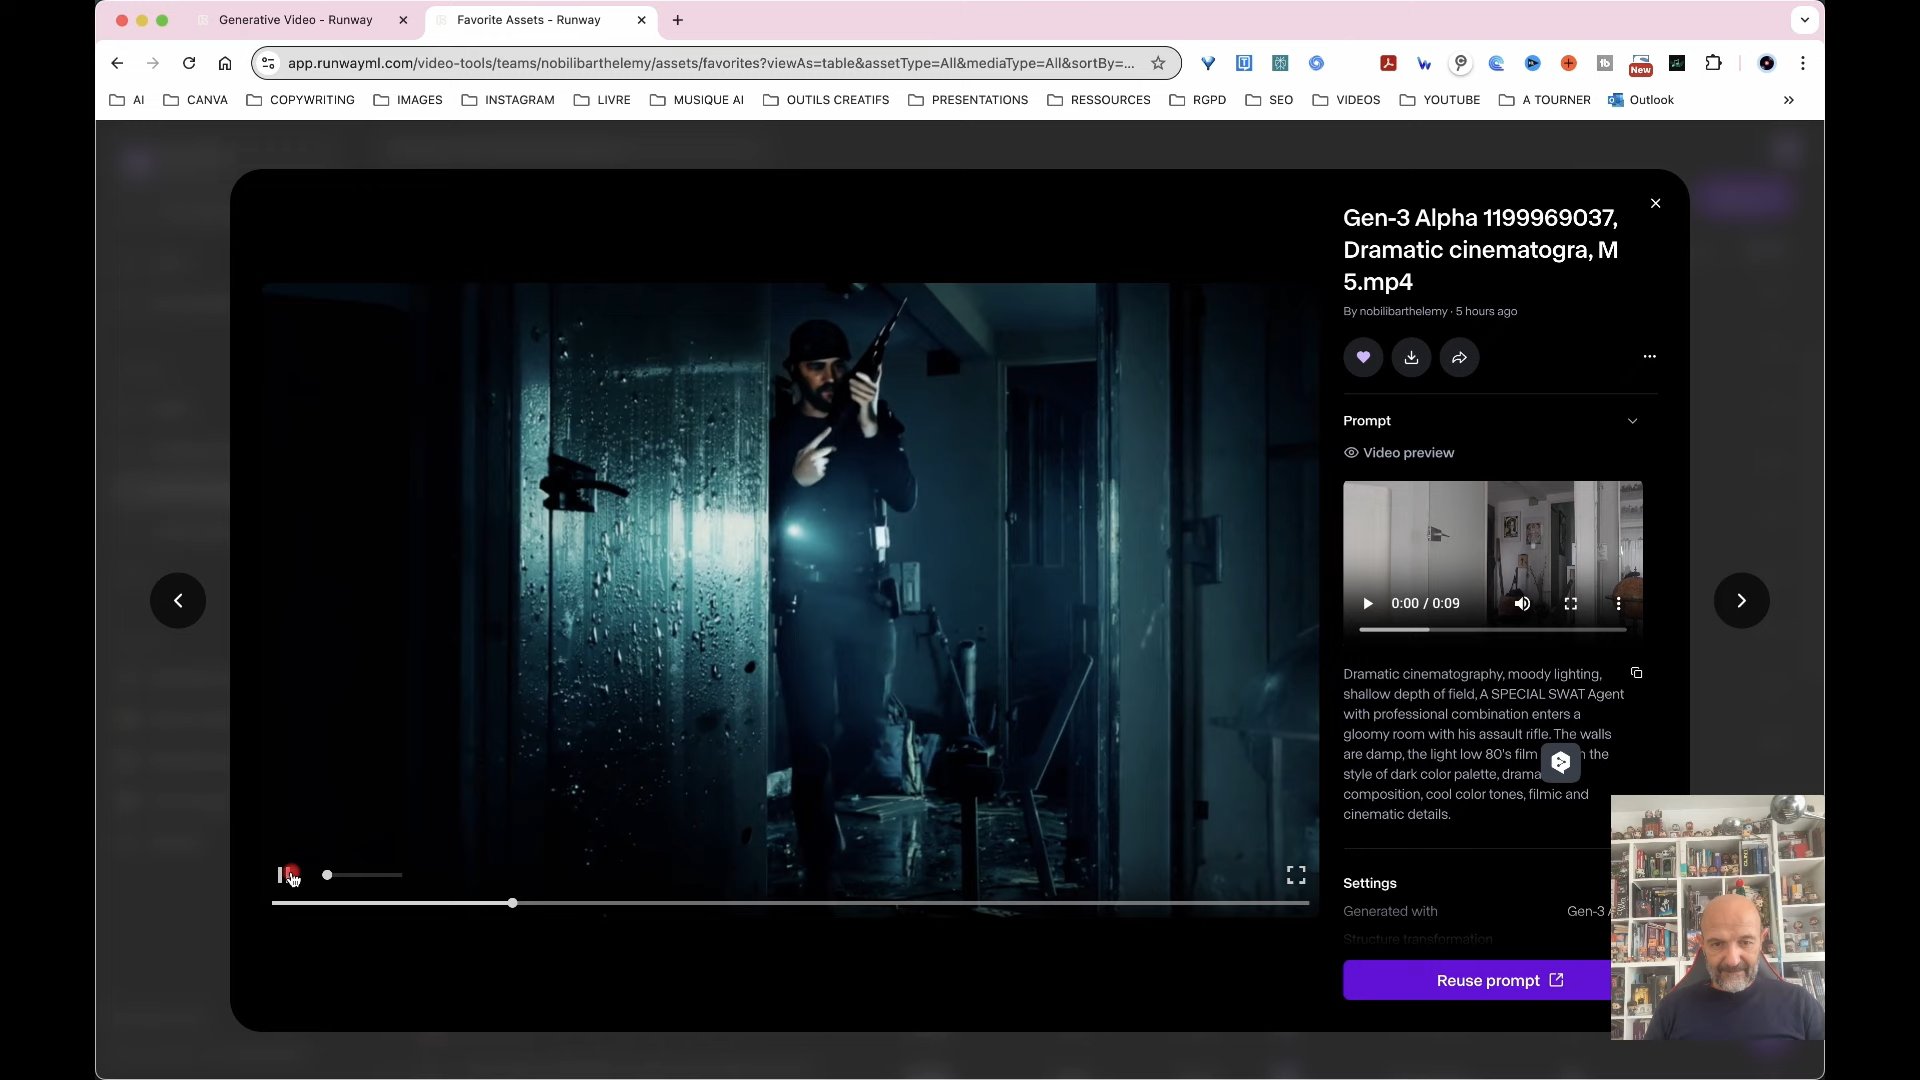 Generative Video - Runway
Favorite Assets - Runway
app.runwayml.com/video-tools/teams/nobilibarthelemy/assets/favorites?viewAs=table&assetType=All&mediaType=All&sortBy=...
New
AI
CANVA
COPYWRITING
IMAGES
INSTAGRAM
LIVRE
MUSIQUE AI
OUTILS CREATIFS
PRESENTATIONS
RESSOURCES
RGPD
SEO
VIDEOS
YOUTUBE
A TOURNER
Outlook
Gen-3 Alpha 1199969037,
Dramatic cinematogra, M
5.mp4
By nobilibarthelemy · 5 hours ago
Prompt
Video preview
0:00 / 0:09
Dramatic cinematography, moody lighting,
shallow depth of field, A SPECIAL SWAT Agent
with professional combination enters a
gloomy room with his assault rifle. The walls
are damp, the light low 80's film the
style of dark color palette, drama
composition, cool color tones, filmic and
cinematic details.
Settings
Generated with
Gen-3
Structure transformation
Reuse prompt